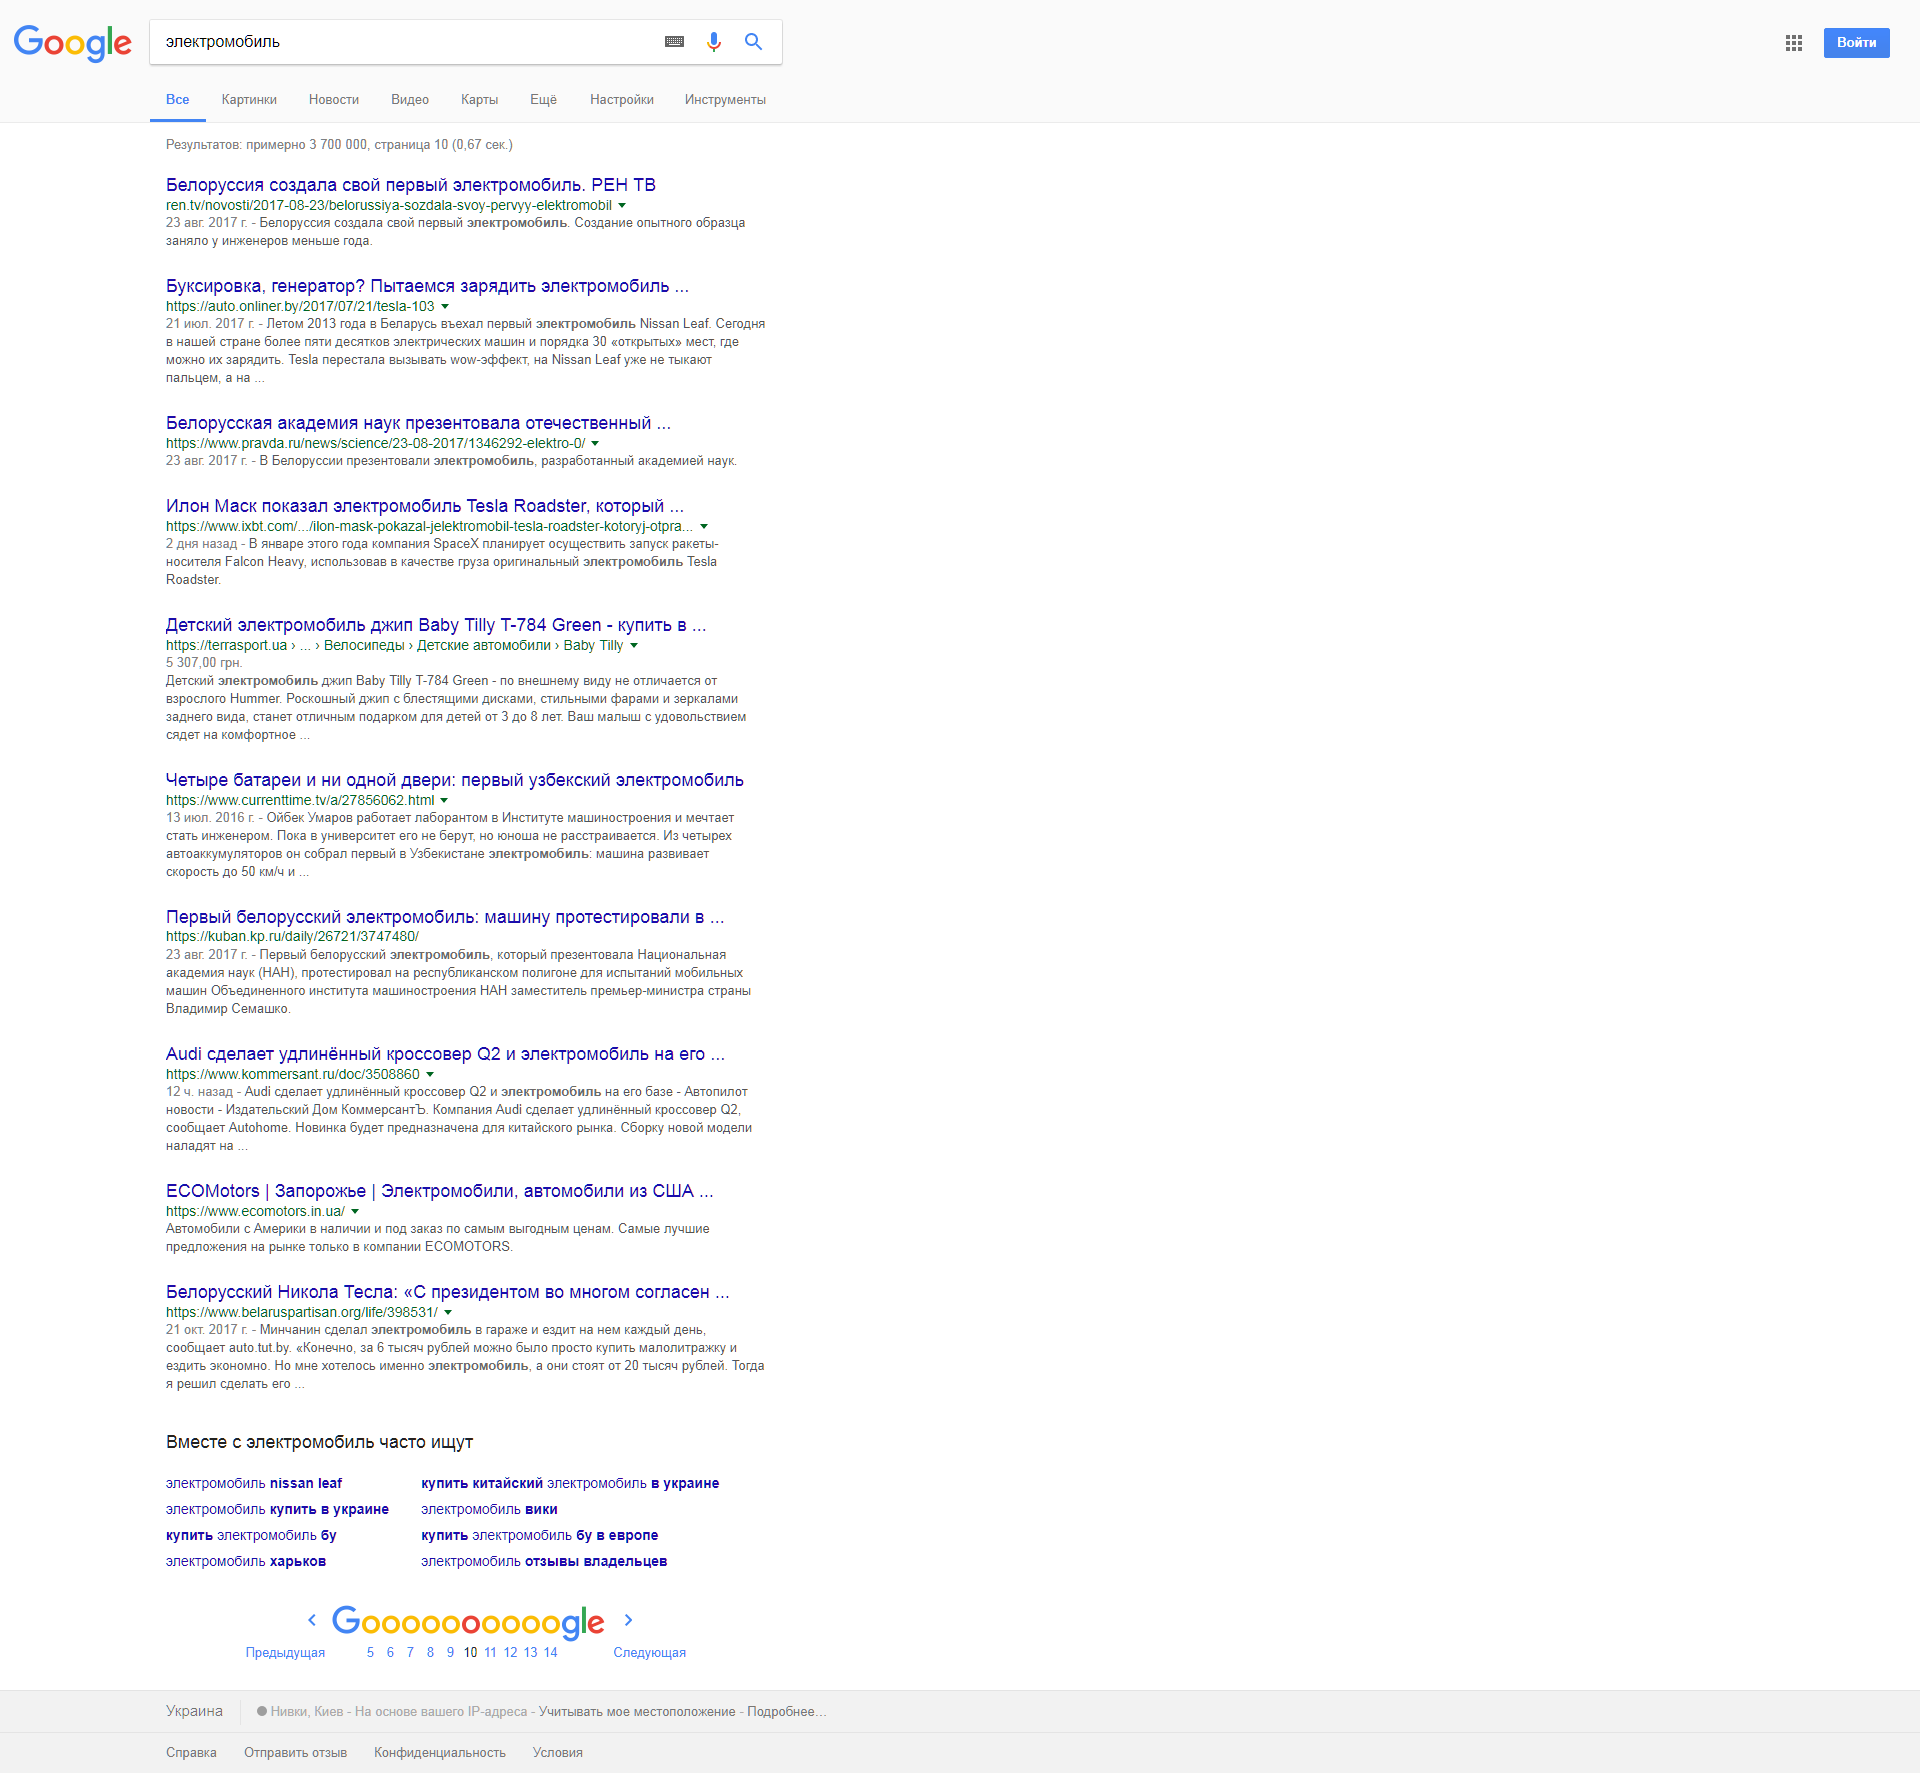 Google
электромобиль
Войти
Все Картинки Новости Видео Карты Ещё Настройки Инструменты
Результатов: примерно 3 700 000, страница 10 (0,67 сек.)
Белоруссия создала свой первый электромобиль. РЕН ТВ
ren.tv/novosti/2017-08-23/belorussiya-sozdala-svoy-pervyy-elektromobil
23 авг. 2017 г. - Белоруссия создала свой первый электромобиль. Создание опытного образца
заняло у инженеров меньше года.
Буксировка, генератор? Пытаемся зарядить электромобиль ...
https://auto.onliner.by/2017/07/21/tesla-103
21 июл. 2017 г. - Летом 2013 года в Беларусь въехал первый электромобиль Nissan Leaf. Сегодня
в нашей стране более пяти десятков электрических машин и порядка 30 «открытых» мест, где
можно их зарядить. Tesla перестала вызывать wow-эффект, на Nissan Leaf уже не тыкают
пальцем, а на ...
Белорусская академия наук презентовала отечественный ...
https://www.pravda.ru/news/science/23-08-2017/1346292-elektro-0/
23 авг. 2017 г. - В Белоруссии презентовали электромобиль, разработанный академией наук.
Илон Маск показал электромобиль Tesla Roadster, который ...
https://www.ixbt.com/.../ilon-mask-pokazal-jelektromobil-tesla-roadster-kotoryj-otpra...
2 дня назад - В январе этого года компания SpaceX планирует осуществить запуск ракеты-
носителя Falcon Heavy, использовав в качестве груза оригинальный электромобиль Tesla
Roadster.
Детский электромобиль джип Baby Tilly T-784 Green - купить в ...
https://terrasport.ua › ... › Велосипеды › Детские автомобили › Baby Tilly
5 307,00 грн.
Детский электромобиль джип Baby Tilly T-784 Green - по внешнему виду не отличается от
взрослого Hummer. Роскошный джип с блестящими дисками, стильными фарами и зеркалами
заднего вида, станет отличным подарком для детей от 3 до 8 лет. Ваш малыш с удовольствием
сядет на комфортное ...
Четыре батареи и ни одной двери: первый узбекский электромобиль
https://www.currenttime.tv/a/27856062.html
13 июл. 2016 г. - Ойбек Умаров работает лаборантом в Институте машиностроения и мечтает
стать инженером. Пока в университет его не берут, но юноша не расстраивается. Из четырех
автоаккумуляторов он собрал первый в Узбекистане электромобиль: машина развивает
скорость до 50 км/ч и ...
Первый белорусский электромобиль: машину протестировали в ...
https://kuban.kp.ru/daily/26721/3747480/
23 авг. 2017 г. - Первый белорусский электромобиль, который презентовала Национальная
академия наук (НАН), протестировал на республиканском полигоне для испытаний мобильных
машин Объединенного института машиностроения НАН заместитель премьер-министра страны
Владимир Семашко.
Audi сделает удлинённый кроссовер Q2 и электромобиль на его ...
https://www.kommersant.ru/doc/3508860
12 ч. назад - Audi сделает удлинённый кроссовер Q2 и электромобиль на его базе - Автопилот
новости - Издательский Дом КоммерсантЪ. Компания Audi сделает удлинённый кроссовер Q2,
сообщает Autohome. Новинка будет предназначена для китайского рынка. Сборку новой модели
наладят на ...
ECOMotors | Запорожье | Электромобили, автомобили из США ...
https://www.ecomotors.in.ua/
Автомобили с Америки в наличии и под заказ по самым выгодным ценам. Самые лучшие
предложения на рынке только в компании ECOMOTORS.
Белорусский Никола Тесла: «С президентом во многом согласен ...
https://www.belaruspartisan.org/life/398531/
21 окт. 2017 г. - Минчанин сделал электромобиль в гараже и ездит на нем каждый день,
сообщает auto.tut.by. «Конечно, за 6 тысяч рублей можно было просто купить малолитражку и
ездить экономно. Но мне хотелось именно электромобиль, а они стоят от 20 тысяч рублей. Тогда
я решил сделать его ...
Вместе с электромобиль часто ищут
электромобиль nissan leaf купить китайский электромобиль в украине
электромобиль купить в украине электромобиль вики
купить электромобиль бу купить электромобиль бу в европе
электромобиль харьков электромобиль отзывы владельцев
Goooooooooogle
Предыдущая 5 6 7 8 9 10 11 12 13 14 Следующая
Украина Нивки, Киев - На основе вашего IP-адреса - Учитывать мое местоположение - Подробнее...
Справка Отправить отзыв Конфиденциальность Условия